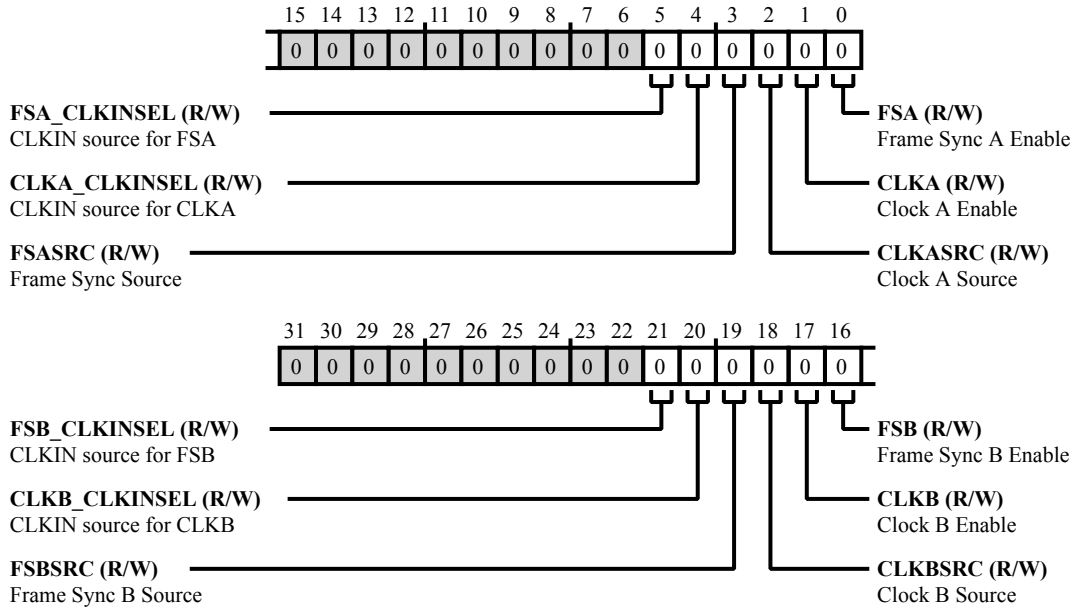 15 14 13 12 11 10 9 8 7 6 5 4 3 2 1 0
0 0 0 0 0 0 0 0 0 0 0 0 0 0 0 0
FSA_CLKINSEL (R/W)
CLKIN source for FSA
FSA (R/W)
Frame Sync A Enable
CLKA_CLKINSEL (R/W)
CLKIN source for CLKA
CLKA (R/W)
Clock A Enable
FSASRC (R/W)
Frame Sync Source
CLKASRC (R/W)
Clock A Source
31 30 29 28 27 26 25 24 23 22 21 20 19 18 17 16
0 0 0 0 0 0 0 0 0 0 0 0 0 0 0 0
FSB_CLKINSEL (R/W)
CLKIN source for FSB
FSB (R/W)
Frame Sync B Enable
CLKB_CLKINSEL (R/W)
CLKIN source for CLKB
CLKB (R/W)
Clock B Enable
FSBSRC (R/W)
Frame Sync B Source
CLKBSRC (R/W)
Clock B Source